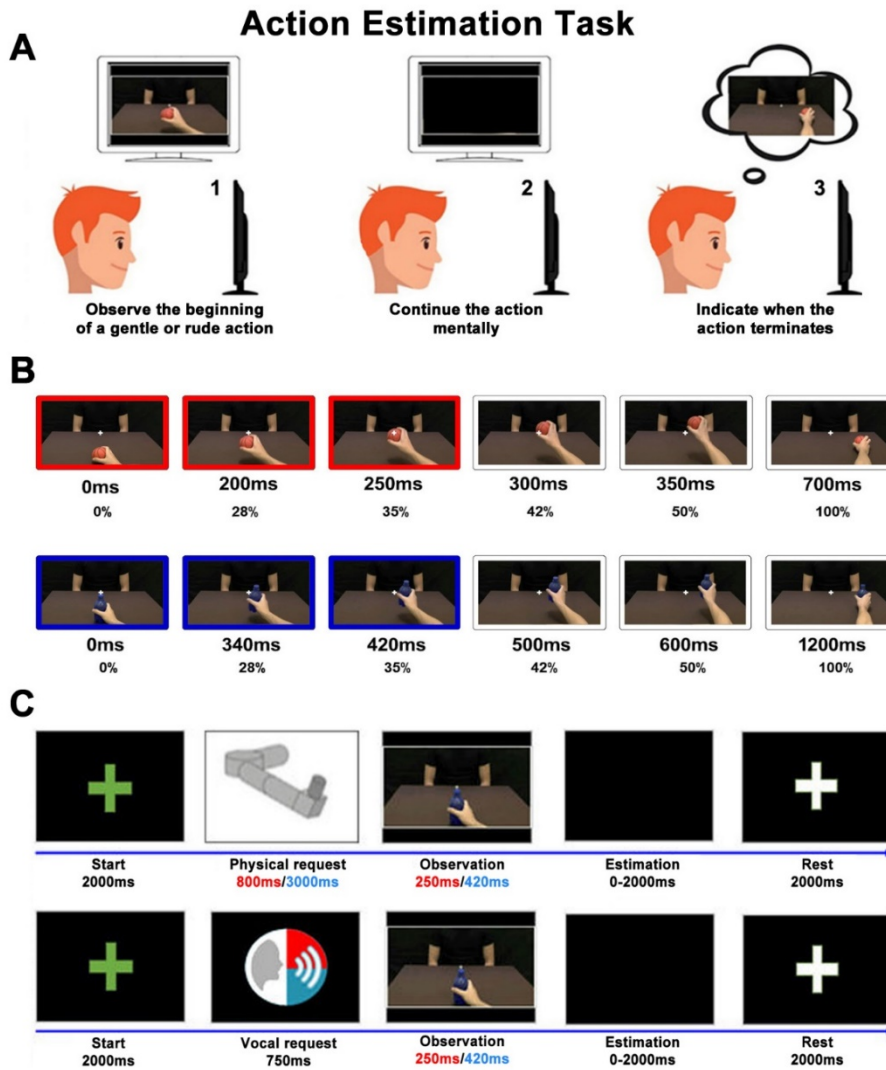 Action Estimation Task
A
1
2
3
Observe the beginning
of a gentle or rude action
Continue the action
mentally
Indicate when the
action terminates
B
0ms 200ms 250ms 300ms 350ms 700ms
0% 28% 35% 42% 50% 100%
0ms 340ms 420ms 500ms 600ms 1200ms
0% 28% 35% 42% 50% 100%
C
Start Physical request Observation Estimation Rest
2000ms 800ms/3000ms 250ms/420ms 0-2000ms 2000ms
Start Vocal request Observation Estimation Rest
2000ms 750ms 250ms/420ms 0-2000ms 2000ms